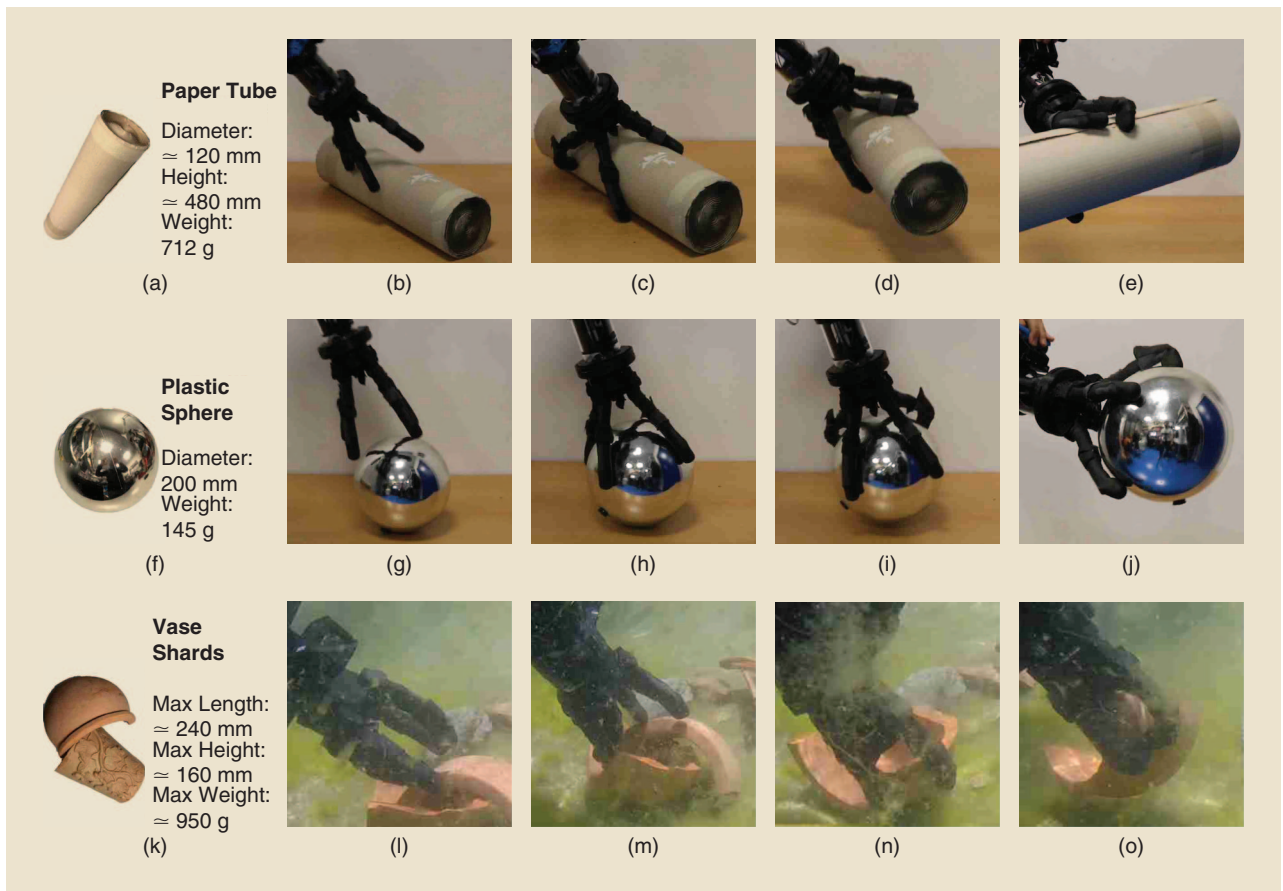 Paper Tube
Diameter:
≃ 120 mm
Height:
≃ 480 mm
Weight:
712 g
(a)
(b)
(c)
(d)
(e)
Plastic
Sphere
Diameter:
200 mm
Weight:
145 g
(f)
(g)
(h)
(i)
(j)
Vase
Shards
Max Length:
≃ 240 mm
Max Height:
≃ 160 mm
Max Weight:
≃ 950 g
(k)
(l)
(m)
(n)
(o)